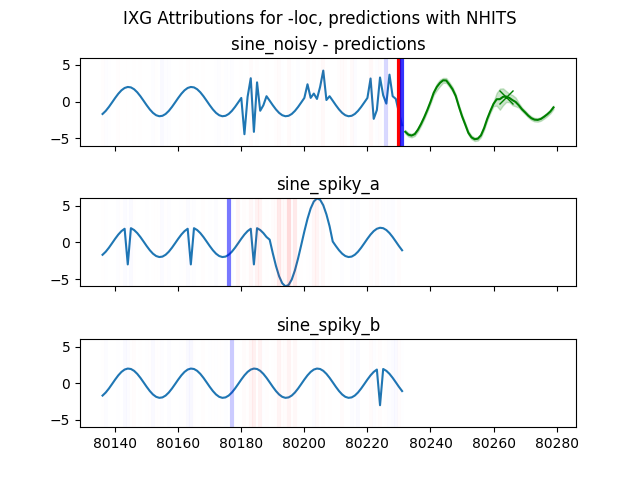 IXG Attributions for -loc, predictions with NHITS
sine_noisy - predictions
5
0
−5
sine_spiky_a
5
0
−5
sine_spiky_b
5
0
−5
80140 80160 80180 80200 80220 80240 80260 80280